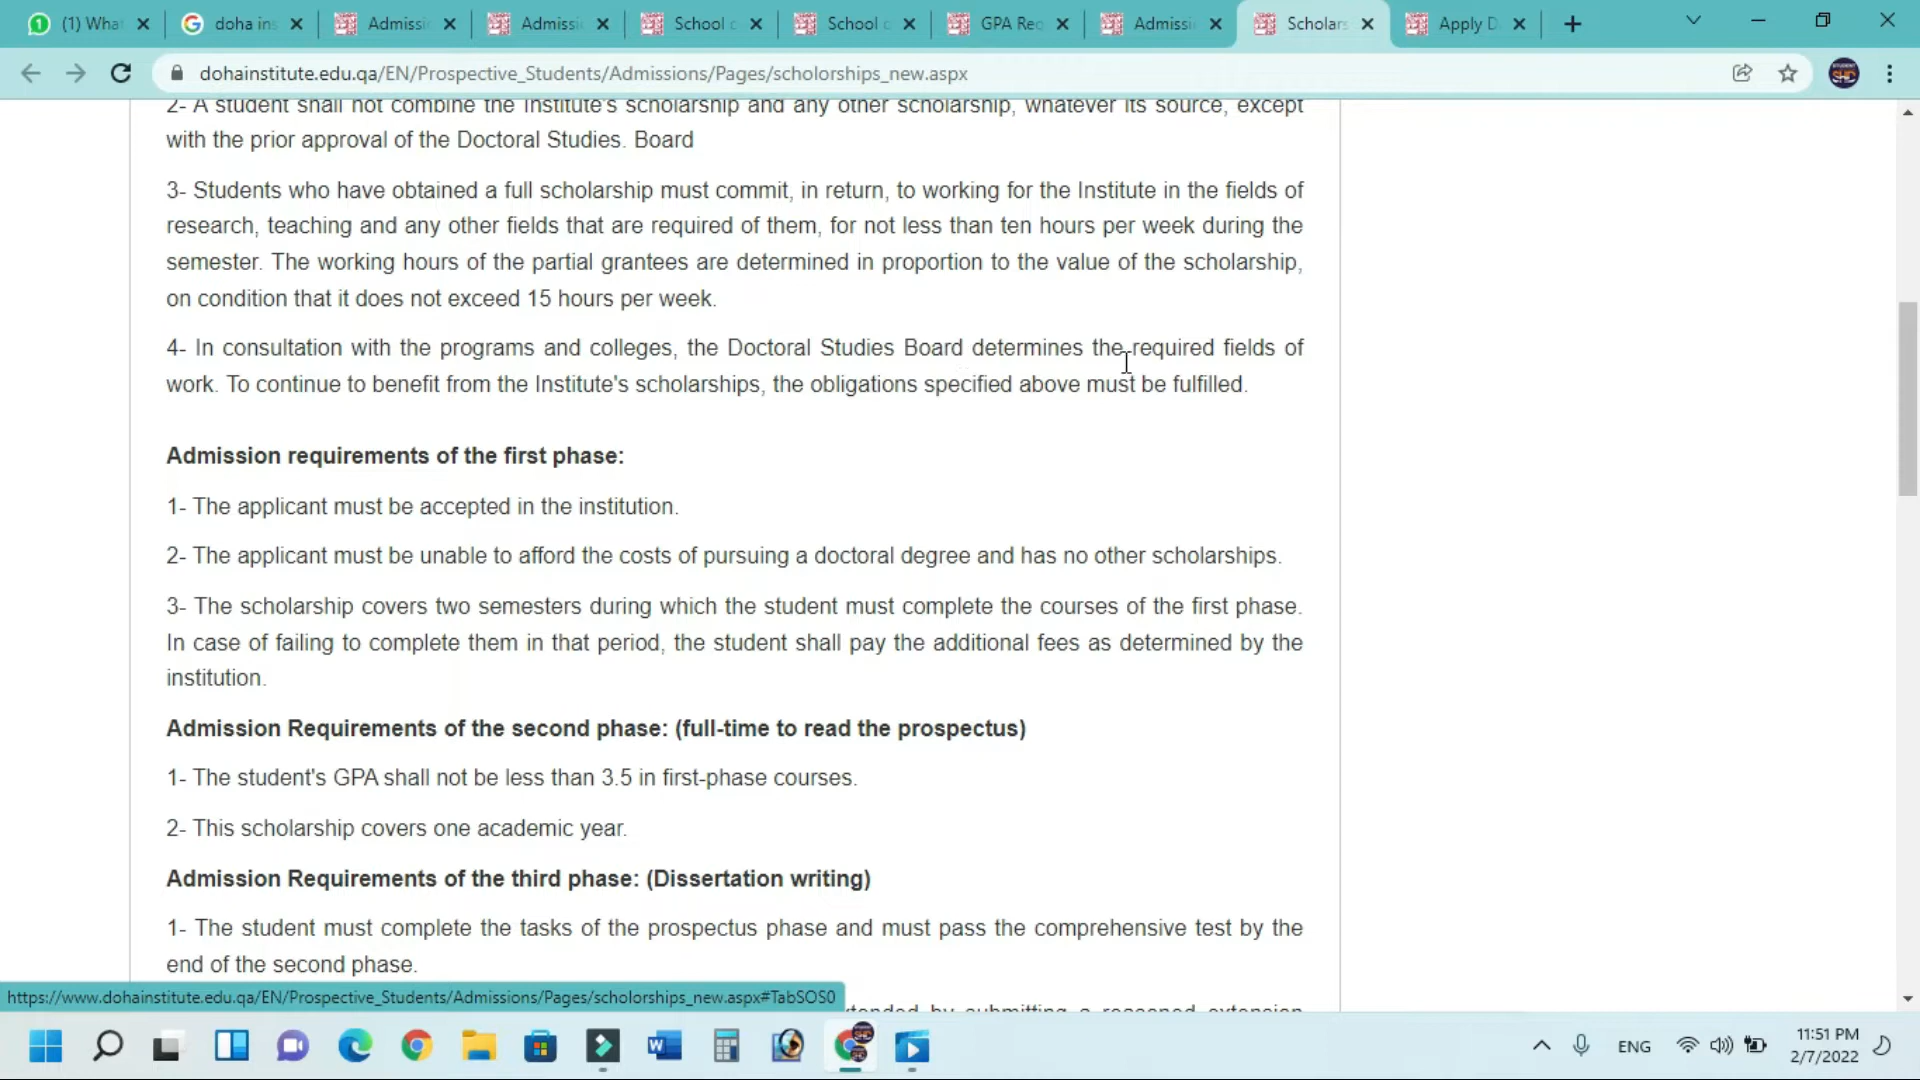 (1) What
doha ins
Admissi
Admissi
School o
School o
GPA Req
Admissi
Scholars
Apply D
dohainstitute.edu.qa/EN/Prospective_Students/Admissions/Pages/scholorships_new.aspx
2- A student shall not combine the Institute's scholarship and any other scholarship, whatever its source, except
with the prior approval of the Doctoral Studies. Board
3- Students who have obtained a full scholarship must commit, in return, to working for the Institute in the fields of
research, teaching and any other fields that are required of them, for not less than ten hours per week during the
semester. The working hours of the partial grantees are determined in proportion to the value of the scholarship,
on condition that it does not exceed 15 hours per week.
4- In consultation with the programs and colleges, the Doctoral Studies Board determines the required fields of
work. To continue to benefit from the Institute's scholarships, the obligations specified above must be fulfilled.
Admission requirements of the first phase:
1- The applicant must be accepted in the institution.
2- The applicant must be unable to afford the costs of pursuing a doctoral degree and has no other scholarships.
3- The scholarship covers two semesters during which the student must complete the courses of the first phase.
In case of failing to complete them in that period, the student shall pay the additional fees as determined by the
institution.
Admission Requirements of the second phase: (full-time to read the prospectus)
1- The student's GPA shall not be less than 3.5 in first-phase courses.
2- This scholarship covers one academic year.
Admission Requirements of the third phase: (Dissertation writing)
1- The student must complete the tasks of the prospectus phase and must pass the comprehensive test by the
end of the second phase.
https://www.dohainstitute.edu.qa/EN/Prospective_Students/Admissions/Pages/scholorships_new.aspx#TabSOS0
by submitting a reasoned extension
ENG
11:51 PM
2/7/2022